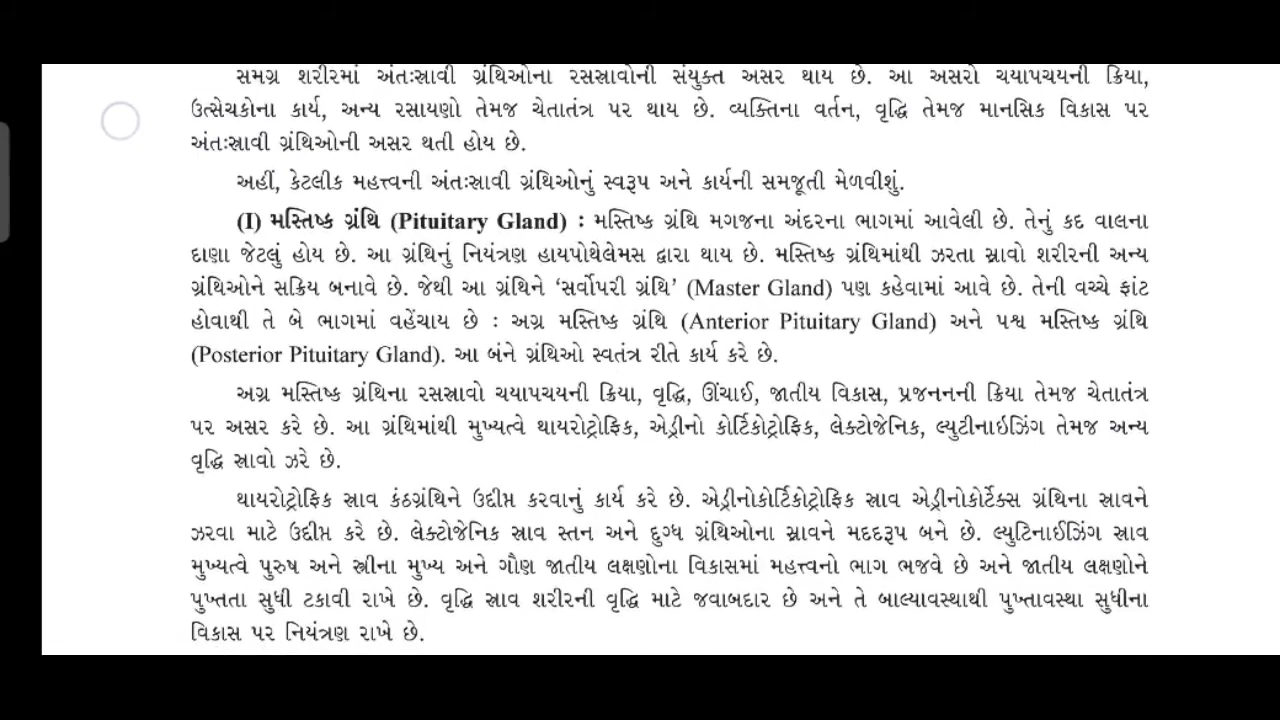 સમગ્ર શરીરમાં અંતઃસ્રાવી ગ્રંથિઓના રસસ્રાવોની સંયુક્ત અસર થાય છે. આ અસરો ચયાપચયની ક્રિયા,
ઉત્સેચકોના કાર્ય, અન્ય રસાયણો તેમજ ચેતાતંત્ર પર થાય છે. વ્યક્તિના વર્તન, વૃદ્ધિ તેમજ માનસિક વિકાસ પર
અંતઃસ્રાવી ગ્રંથિઓની અસર થતી હોય છે.
અહીં, કેટલીક મહત્ત્વની અંતઃસ્રાવી ગ્રંથિઓનું સ્વરૂપ અને કાર્યની સમજૂતી મેળવીશું.
(I) મસ્તિષ્ક ગ્રંથિ (Pituitary Gland) : મસ્તિષ્ક ગ્રંથિ મગજના અંદરના ભાગમાં આવેલી છે. તેનું કદ વાલના
દાણા જેટલું હોય છે. આ ગ્રંથિનું નિયંત્રણ હાયપોથેલેમસ દ્વારા થાય છે. મસ્તિષ્ક ગ્રંથિમાંથી ઝરતા સ્રાવો શરીરની અન્ય
ગ્રંથિઓને સક્રિય બનાવે છે. જેથી આ ગ્રંથિને ‘સર્વોપરી ગ્રંથિ’ (Master Gland) પણ કહેવામાં આવે છે. તેની વચ્ચે ફાંટ
હોવાથી તે બે ભાગમાં વહેંચાય છે : અગ્ર મસ્તિષ્ક ગ્રંથિ (Anterior Pituitary Gland) અને પશ્વ મસ્તિષ્ક ગ્રંથિ
(Posterior Pituitary Gland). આ બંને ગ્રંથિઓ સ્વતંત્ર રીતે કાર્ય કરે છે.
અગ્ર મસ્તિષ્ક ગ્રંથિના રસસ્રાવો ચયાપચયની ક્રિયા, વૃદ્ધિ, ઊંચાઈ, જાતીય વિકાસ, પ્રજનનની ક્રિયા તેમજ ચેતાતંત્ર
પર અસર કરે છે. આ ગ્રંથિમાંથી મુખ્યત્વે થાયરોટ્રોફિક, એડ્રીનો કોર્ટિકોટ્રોફિક, લેક્ટોજેનિક, લ્યુટીનાઇઝિંગ તેમજ અન્ય
વૃદ્ધિ સ્રાવો ઝરે છે.
થાયરોટ્રોફિક સ્રાવ કંઠગ્રંથિને ઉદ્દીપ્ત કરવાનું કાર્ય કરે છે. એડ્રીનોકોર્ટિકોટ્રોફિક સ્રાવ એડ્રીનોકોર્ટેક્સ ગ્રંથિના સ્રાવને
ઝરવા માટે ઉદ્દીપ્ત કરે છે. લેક્ટોજેનિક સ્રાવ સ્તન અને દુગ્ધ ગ્રંથિઓના સ્રાવને મદદરૂપ બને છે. લ્યુટિનાઈઝિંગ સ્રાવ
મુખ્યત્વે પુરુષ અને સ્ત્રીના મુખ્ય અને ગૌણ જાતીય લક્ષણોના વિકાસમાં મહત્ત્વનો ભાગ ભજવે છે અને જાતીય લક્ષણોને
પુખ્તતા સુધી ટકાવી રાખે છે. વૃદ્ધિ સ્રાવ શરીરની વૃદ્ધિ માટે જવાબદાર છે અને તે બાલ્યાવસ્થાથી પુખ્તાવસ્થા સુધીના
વિકાસ પર નિયંત્રણ રાખે છે.